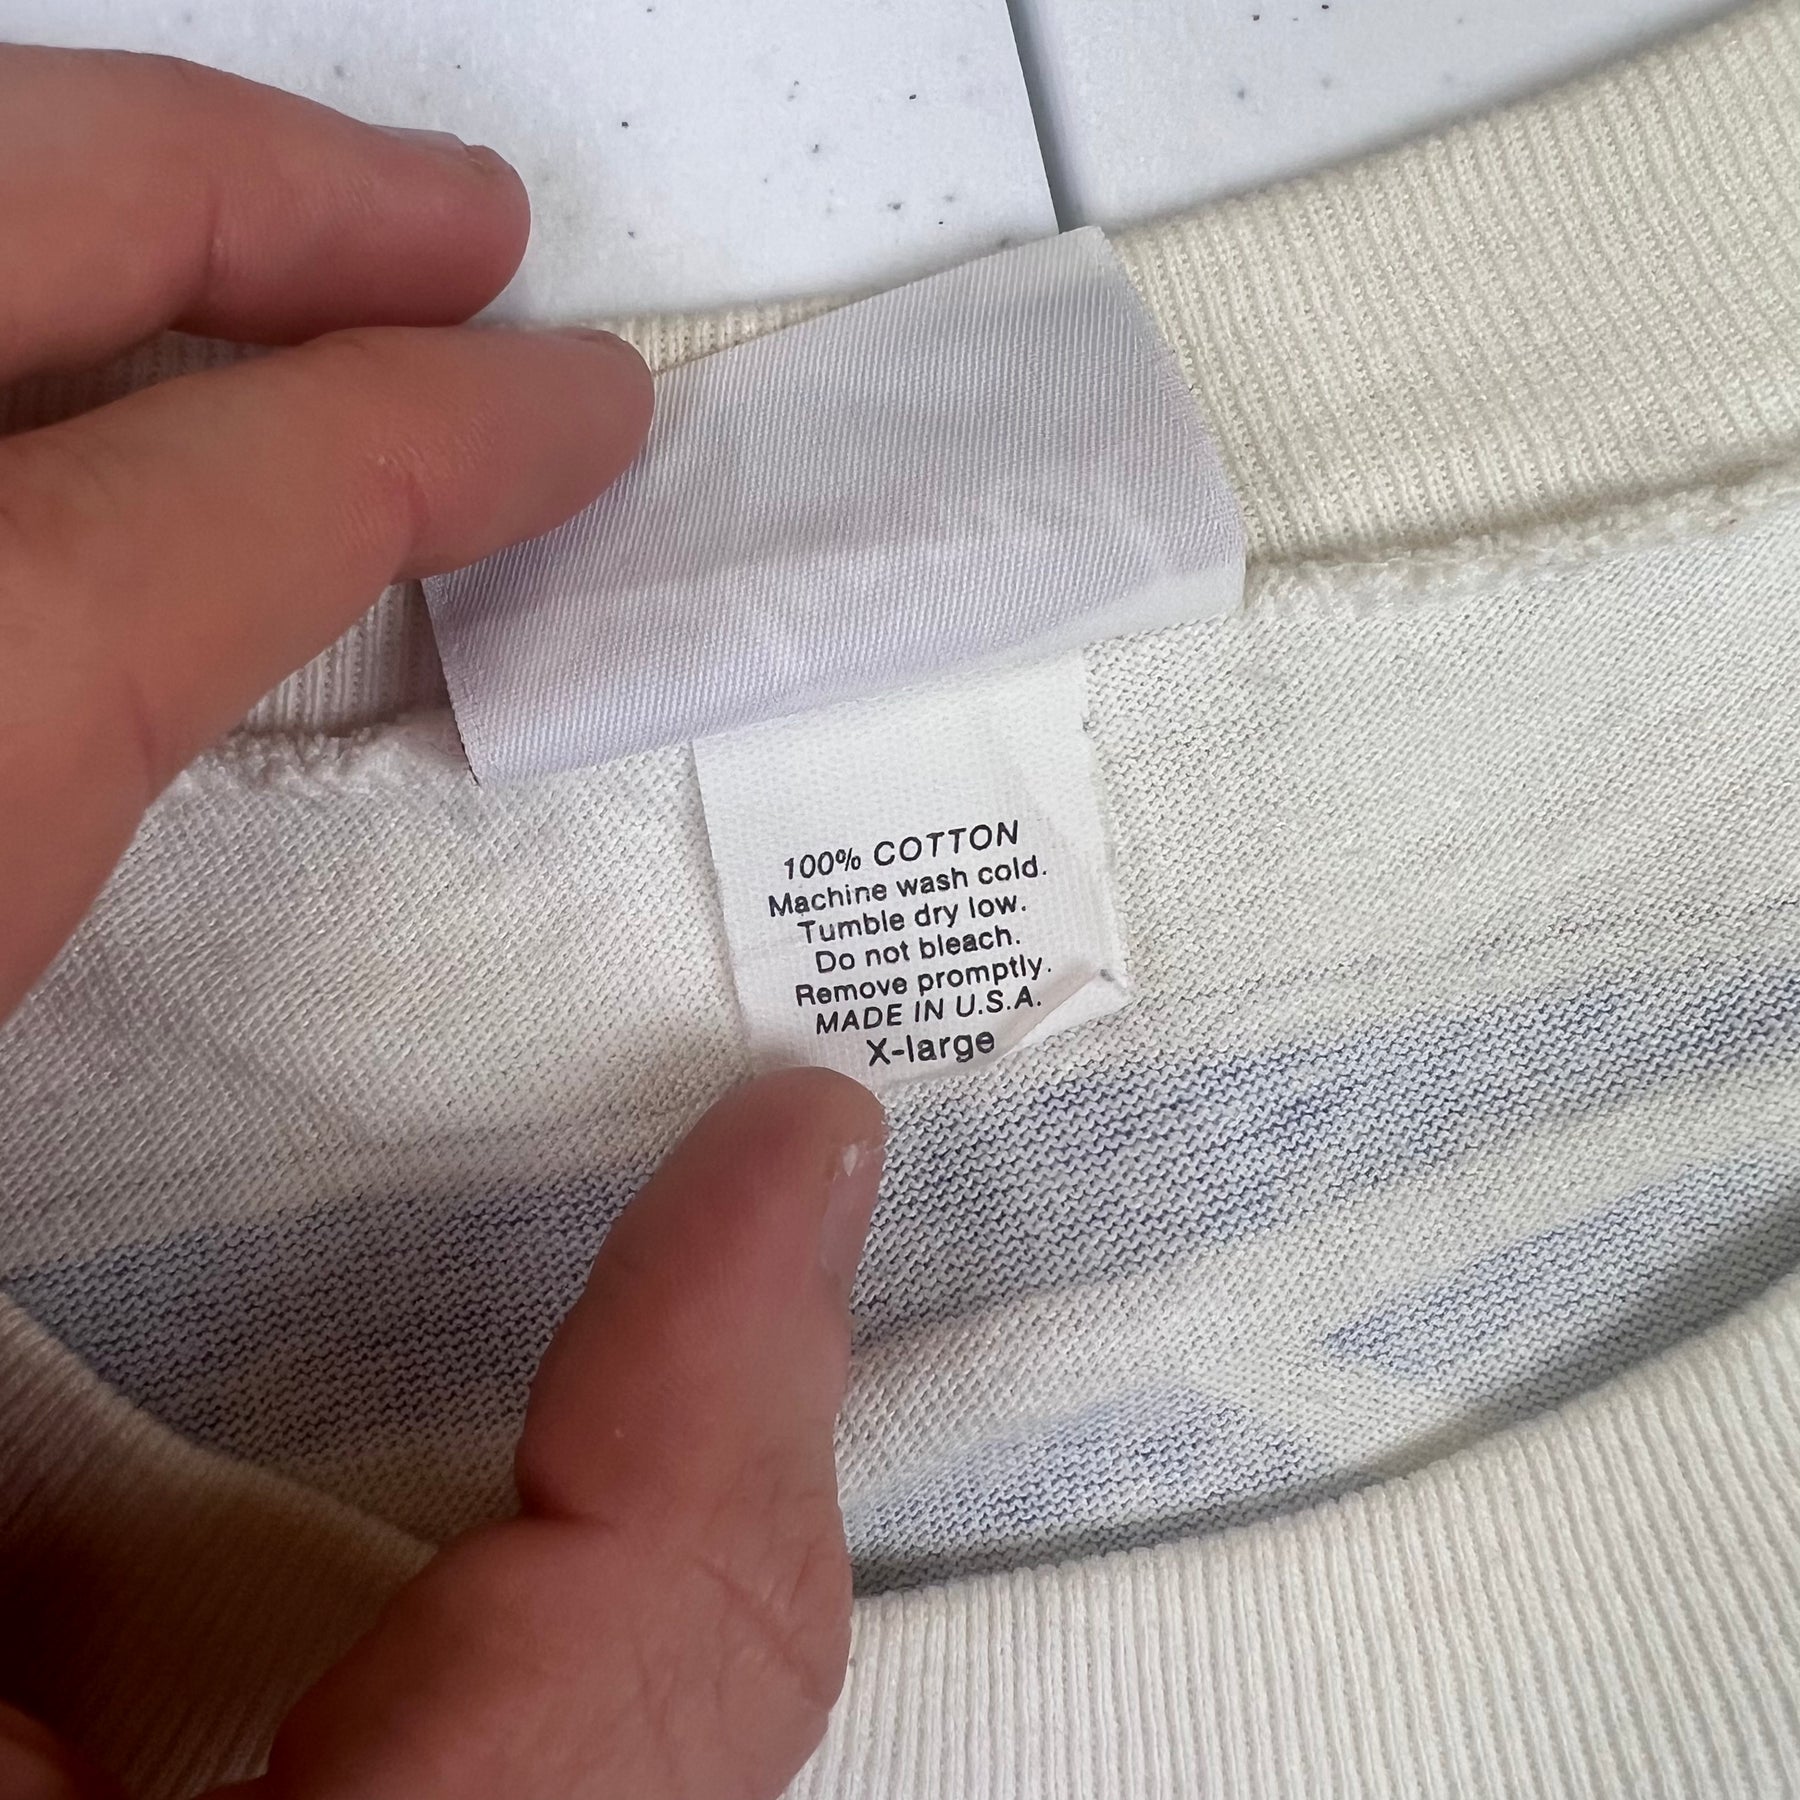 100% COTTON
Machine wash cold.
Tumble dry low.
Do not bleach.
Remove promptly.
MADE IN U.S.A.
X-large